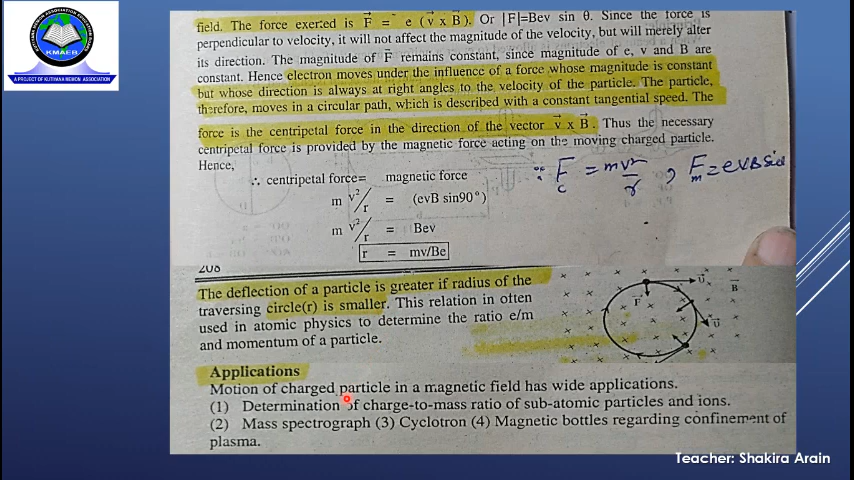 KUTIYANA MEMON ASSOCIATION
KMAEB
A PROJECT OF KUTIYANA MEMON ASSOCIATION
field. The force exerted is F = - e (v x B). Or |F|=Bev sin θ. Since the force is
perpendicular to velocity, it will not affect the magnitude of the velocity, but will merely alter
its direction. The magnitude of F remains constant, since magnitude of e, v and B are
constant. Hence electron moves under the influence of a force whose magnitude is constant
but whose direction is always at right angles to the velocity of the particle. The particle,
therefore, moves in a circular path, which is described with a constant tangential speed. The
force is the centripetal force in the direction of the vector v x B. Thus the necessary
centripetal force is provided by the magnetic force acting on the moving charged particle.
Hence,
∴ centripetal force = magnetic force
m v²/r = (evB sin90°)
m v²/r = Bev
r = mv/Be
∵ Fc = mv²/r , Fm = evB sin
208
The deflection of a particle is greater if radius of the
traversing circle(r) is smaller. This relation in often
used in atomic physics to determine the ratio e/m
and momentum of a particle.
F
υ
B
υ
Applications
Motion of charged particle in a magnetic field has wide applications.
(1) Determination of charge-to-mass ratio of sub-atomic particles and ions.
(2) Mass spectrograph (3) Cyclotron (4) Magnetic bottles regarding confinement of
plasma.
Teacher: Shakira Arain